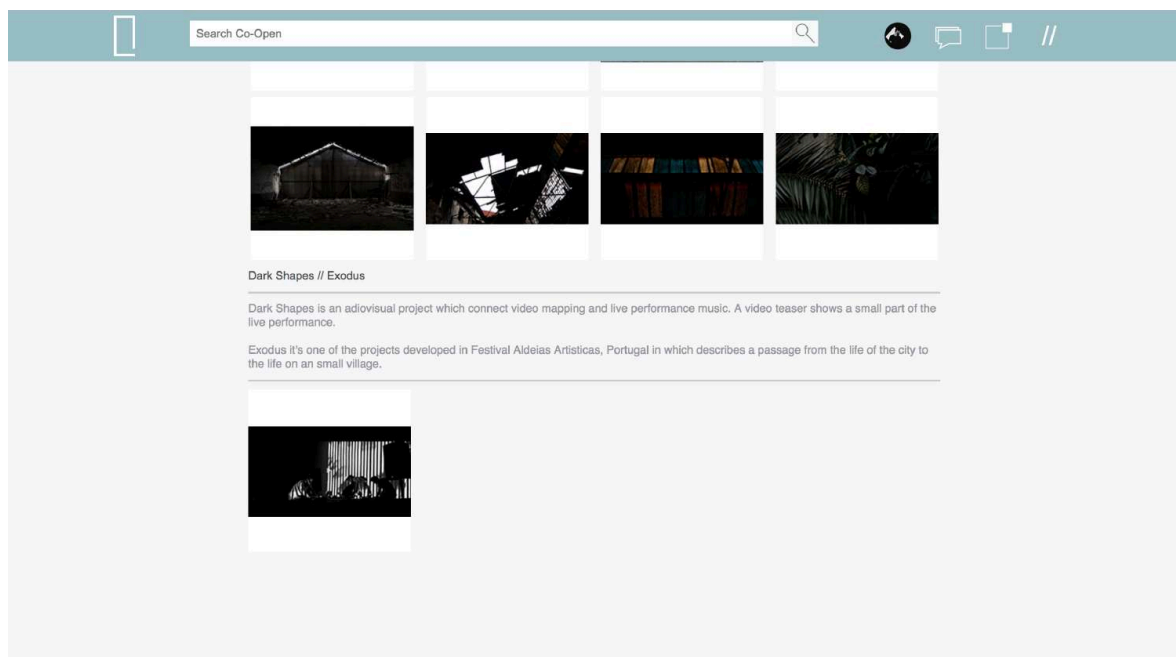 Search Co-Open
//
Dark Shapes // Exodus
Dark Shapes is an adiovisual project which connect video mapping and live performance music. A video teaser shows a small part of the
live performance.
Exodus it's one of the projects developed in Festival Aldeias Artisticas, Portugal in which describes a passage from the life of the city to
the life on an small village.